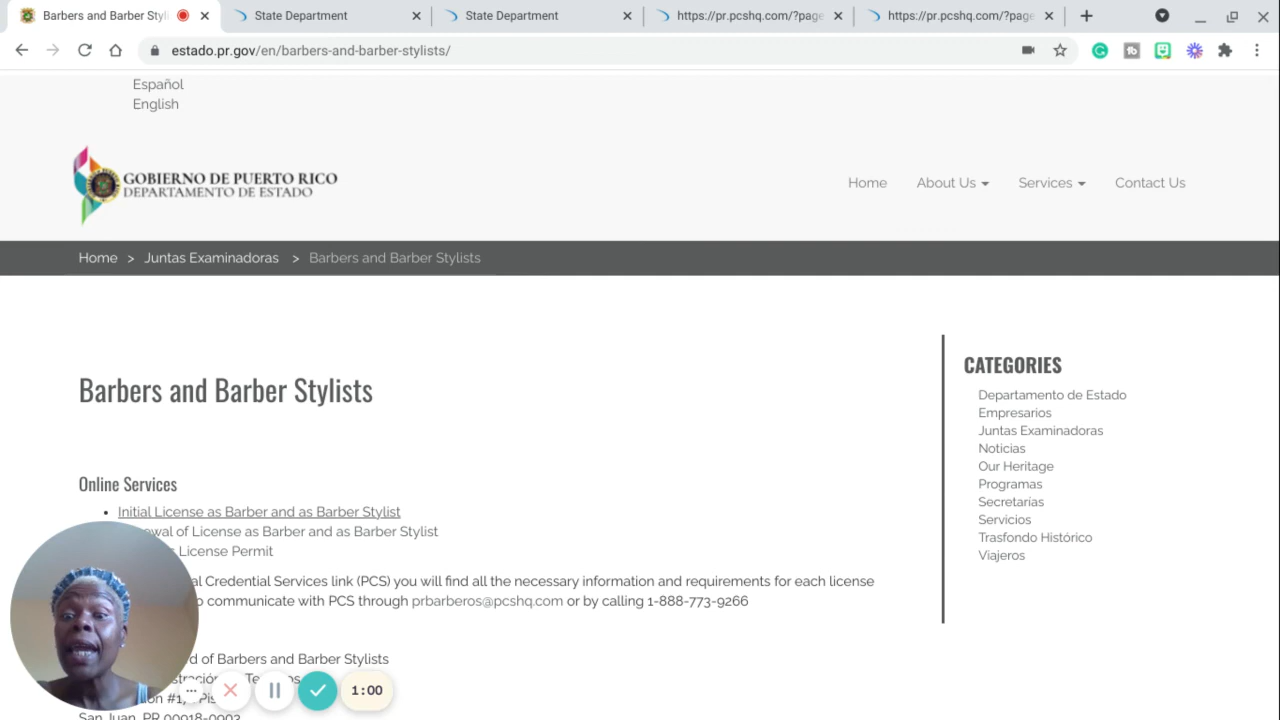 Barbers and Barber Styli
State Department
State Department
https://pr.pcshq.com/?page
https://pr.pcshq.com/?page
estado.pr.gov/en/barbers-and-barber-stylists/
Español
English
GOBIERNO DE PUERTO RICO
DEPARTAMENTO DE ESTADO
Home About Us Services Contact Us
Home > Juntas Examinadoras > Barbers and Barber Stylists
Barbers and Barber Stylists
Online Services
Initial License as Barber and as Barber Stylist
wal of License as Barber and as Barber Stylist
License Permit
al Credential Services link (PCS) you will find all the necessary information and requirements for each license
o communicate with PCS through prbarberos@pcshq.com or by calling 1-888-773-9266
d of Barbers and Barber Stylists
San Juan, PR 00918-0903
1:00
CATEGORIES
Departamento de Estado
Empresarios
Juntas Examinadoras
Noticias
Our Heritage
Programas
Secretarías
Servicios
Trasfondo Histórico
Viajeros